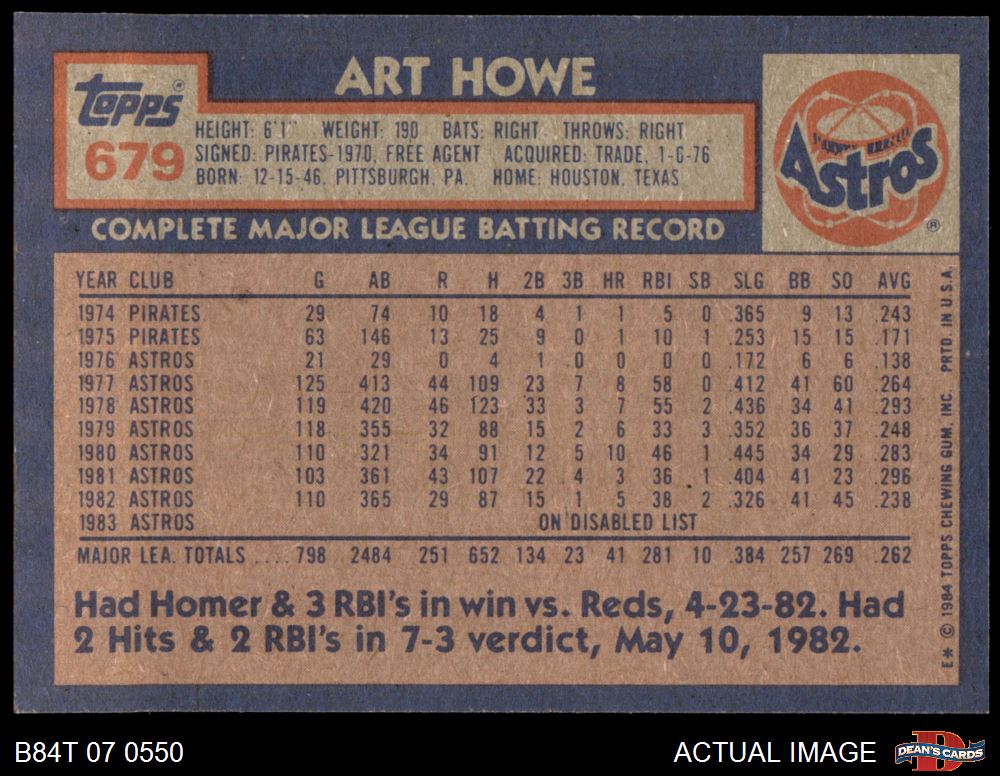 Topps®
679
ART HOWE
HEIGHT: 6'1" WEIGHT: 190 BATS: RIGHT THROWS: RIGHT
SIGNED: PIRATES-1970, FREE AGENT ACQUIRED: TRADE, 1-6-76
BORN: 12-15-46, PITTSBURGH, PA. HOME: HOUSTON, TEXAS
Astros
®
COMPLETE MAJOR LEAGUE BATTING RECORD
YEAR CLUB G AB R H 2B 3B HR RBI SB SLG BB SO AVG
1974 PIRATES 29 74 10 18 4 1 1 5 0 .365 9 13 .243
1975 PIRATES 63 146 13 25 9 0 1 10 1 .253 15 15 .171
1976 ASTROS 21 29 0 4 1 0 0 0 0 .172 6 6 .138
1977 ASTROS 125 413 44 109 23 7 8 58 0 .412 41 60 .264
1978 ASTROS 119 420 46 123 33 3 7 55 2 .436 34 41 .293
1979 ASTROS 118 355 32 88 15 2 6 33 3 .352 36 37 .248
1980 ASTROS 110 321 34 91 12 5 10 46 1 .445 34 29 .283
1981 ASTROS 103 361 43 107 22 4 3 36 1 .404 41 23 .296
1982 ASTROS 110 365 29 87 15 1 5 38 2 .326 41 45 .238
1983 ASTROS ON DISABLED LIST
MAJOR LEA. TOTALS .... 798 2484 251 652 134 23 41 281 10 .384 257 269 .262
Had Homer & 3 RBI's in win vs. Reds, 4-23-82. Had
2 Hits & 2 RBI's in 7-3 verdict, May 10, 1982.
E* © 1984 TOPPS CHEWING GUM, INC. PRTD. IN U.S.A.
B84T 07 0550
ACTUAL IMAGE
DEAN'S CARDS